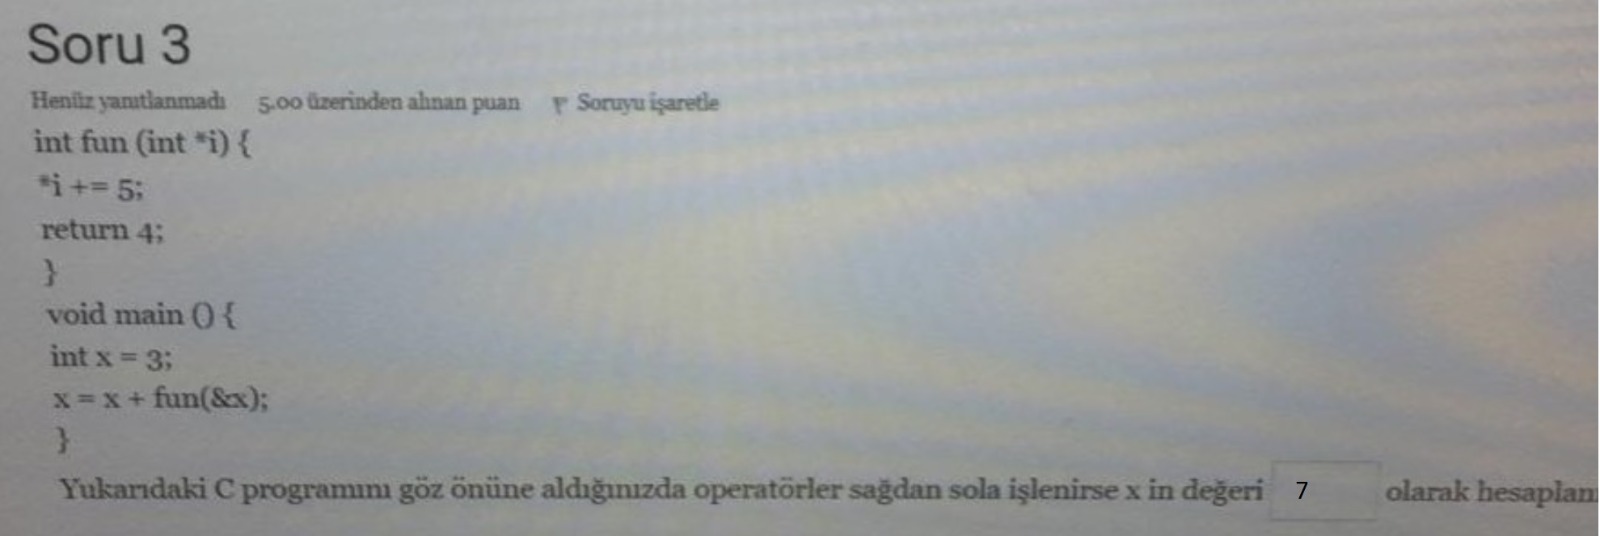 Soru 3
Henüz yanıtlanmadı 5.00 üzerinden alınan puan Soruyu işaretle
int fun (int *i) {
*i += 5;
return 4;
}
void main () {
int x = 3;
x = x + fun(&x);
}
Yukarıdaki C programını göz önüne aldığınızda operatörler sağdan sola işlenirse x in değeri 7 olarak hesaplan